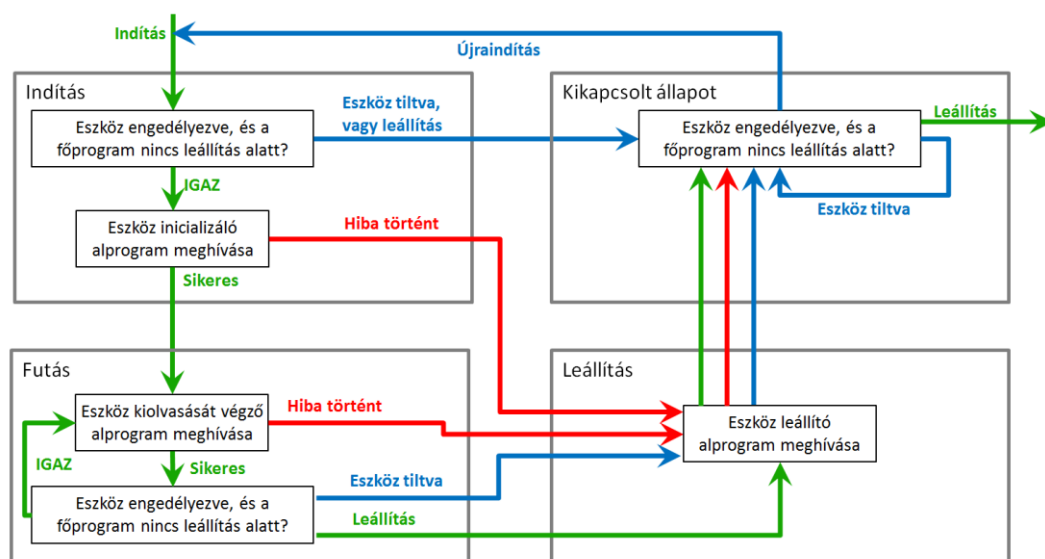 Indítás
Újraindítás
Indítás
Eszköz engedélyezve, és a
főprogram nincs leállítás alatt?
Eszköz tiltva,
vagy leállítás
IGAZ
Eszköz inicializáló
alprogram meghívása
Hiba történt
Sikeres
Kikapcsolt állapot
Eszköz engedélyezve, és a
főprogram nincs leállítás alatt?
Leállítás
Eszköz tiltva
Futás
Eszköz kiolvasását végző
alprogram meghívása
Hiba történt
IGAZ
Sikeres
Eszköz engedélyezve, és a
főprogram nincs leállítás alatt?
Eszköz tiltva
Leállítás
Leállítás
Eszköz leállító
alprogram meghívása